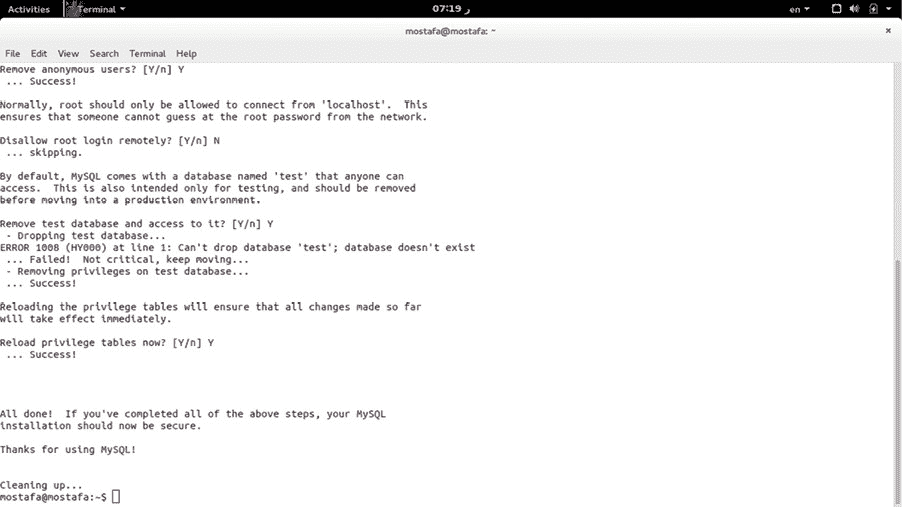 Activities Terminal
ر 07:19
en
mostafa@mostafa: ~
File Edit View Search Terminal Help
Remove anonymous users? [Y/n] Y
... Success!
Normally, root should only be allowed to connect from 'localhost'. This
ensures that someone cannot guess at the root password from the network.
Disallow root login remotely? [Y/n] N
... skipping.
By default, MySQL comes with a database named 'test' that anyone can
access. This is also intended only for testing, and should be removed
before moving into a production environment.
Remove test database and access to it? [Y/n] Y
- Dropping test database...
ERROR 1008 (HY000) at line 1: Can't drop database 'test'; database doesn't exist
... Failed! Not critical, keep moving...
- Removing privileges on test database...
... Success!
Reloading the privilege tables will ensure that all changes made so far
will take effect immediately.
Reload privilege tables now? [Y/n] Y
... Success!
All done! If you've completed all of the above steps, your MySQL
installation should now be secure.
Thanks for using MySQL!
Cleaning up...
mostafa@mostafa:~$